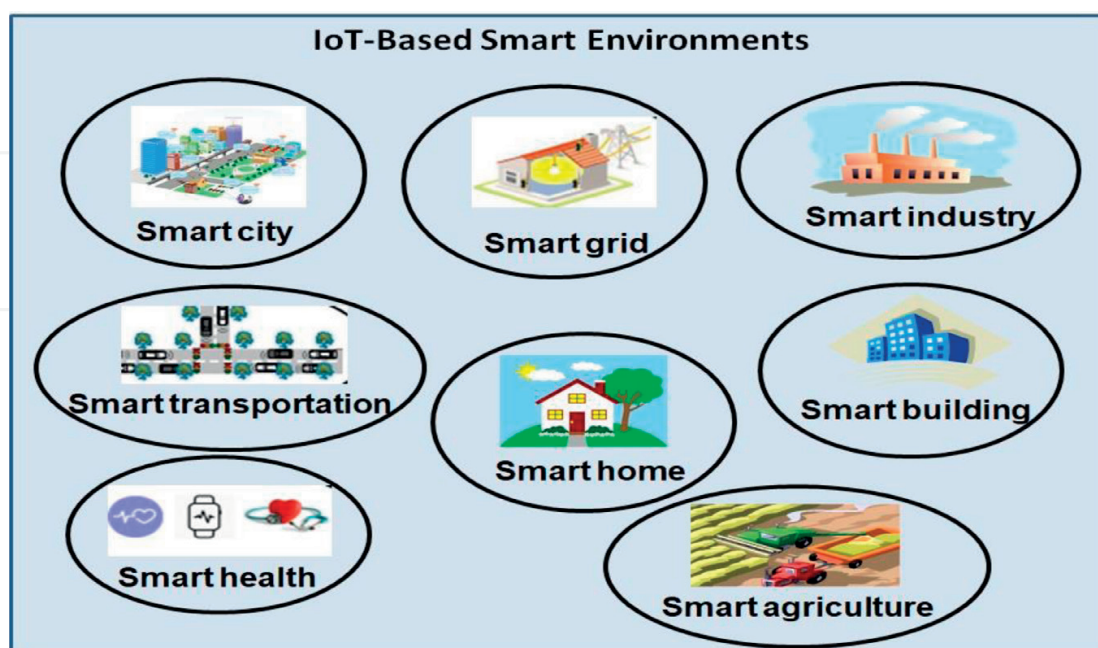 IoT-Based Smart Environments
Smart city
Smart grid
Smart industry
Smart transportation
Smart home
Smart building
Smart health
Smart agriculture